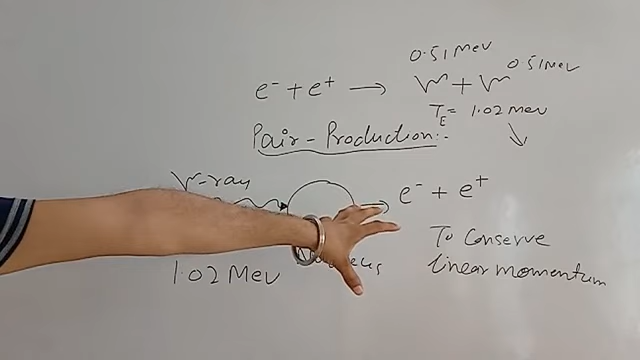 0.51 MeV
0.51 MeV
e⁻ + e⁺ → γ + γ
T_E = 1.02 MeV
Pair-Production:-
γ-ray
→ e⁻ + e⁺
To Conserve
linear momentum
1.02 MeV